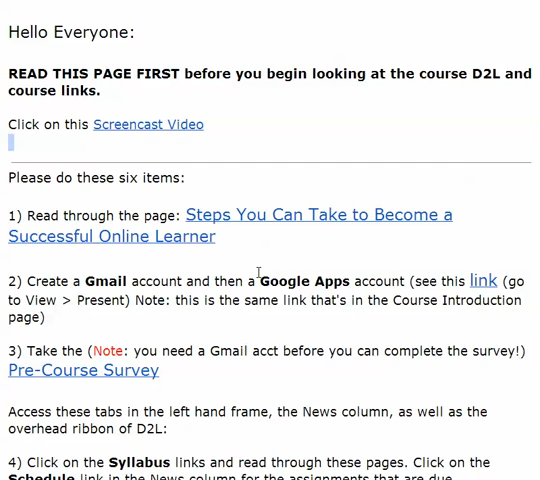 Hello Everyone:
READ THIS PAGE FIRST before you begin looking at the course D2L and
course links.
Click on this Screencast Video
Please do these six items:
1) Read through the page: Steps You Can Take to Become a
Successful Online Learner
2) Create a Gmail account and then a Google Apps account (see this link (go
to View > Present) Note: this is the same link that's in the Course Introduction
page)
3) Take the (Note: you need a Gmail acct before you can complete the survey!)
Pre-Course Survey
Access these tabs in the left hand frame, the News column, as well as the
overhead ribbon of D2L:
4) Click on the Syllabus links and read through these pages. Click on the
Schedule link in the News column for the assignments that are due